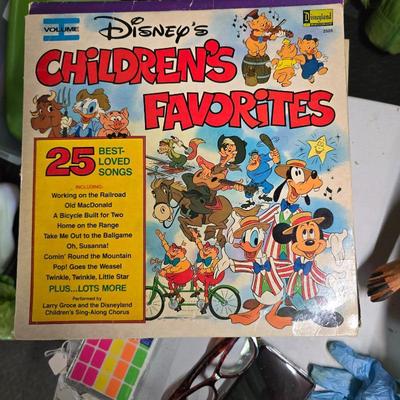 VOLUME I
Disney's
Disneyland
2505
CHILDREN'S
FAVORITES
25 BEST-
LOVED
SONGS
INCLUDING:
Working on the Railroad
Old MacDonald
A Bicycle Built for Two
Home on the Range
Take Me Out to the Ballgame
Oh, Susanna!
Comin' Round the Mountain
Pop! Goes the Weasel
Twinkle, Twinkle, Little Star
PLUS...LOTS MORE
Performed by
Larry Groce and the Disneyland
Children's Sing-Along Chorus